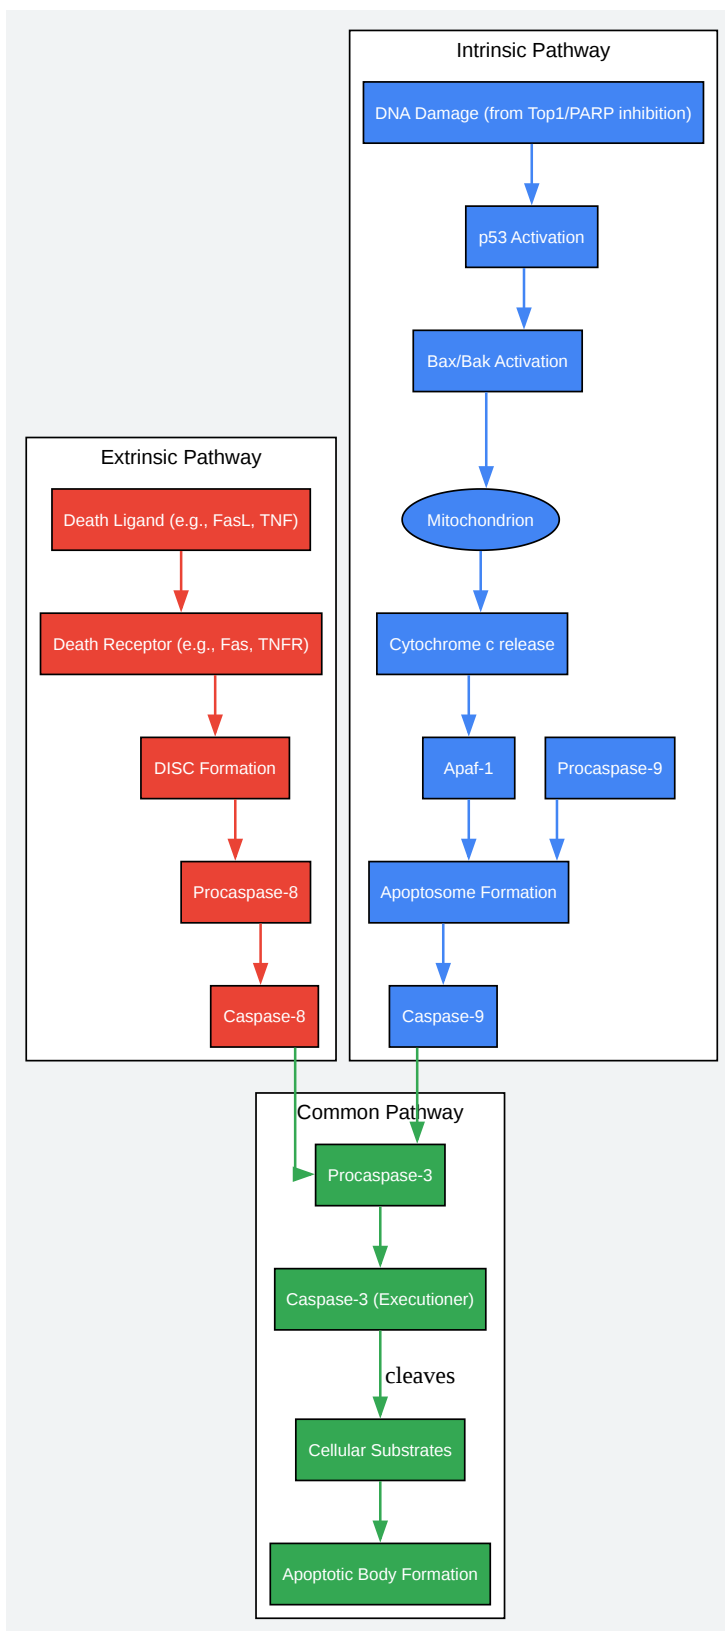 Intrinsic Pathway
DNA Damage (from Top1/PARP inhibition)
p53 Activation
Bax/Bak Activation
Mitochondrion
Cytochrome c release
Apaf-1
Procaspase-9
Apoptosome Formation
Caspase-9
Extrinsic Pathway
Death Ligand (e.g., FasL, TNF)
Death Receptor (e.g., Fas, TNFR)
DISC Formation
Procaspase-8
Caspase-8
Common Pathway
Procaspase-3
Caspase-3 (Executioner)
cleaves
Cellular Substrates
Apoptotic Body Formation